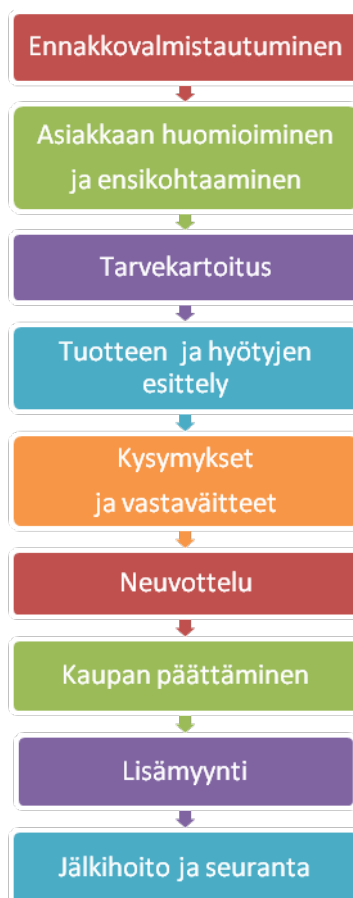 Ennakkovalmistautuminen
Asiakkaan huomioiminen
ja ensikohtaaminen
Tarvekartoitus
Tuotteen ja hyötyjen
esittely
Kysymykset
ja vastaväitteet
Neuvottelu
Kaupan päättäminen
Lisämyynti
Jälkihoito ja seuranta